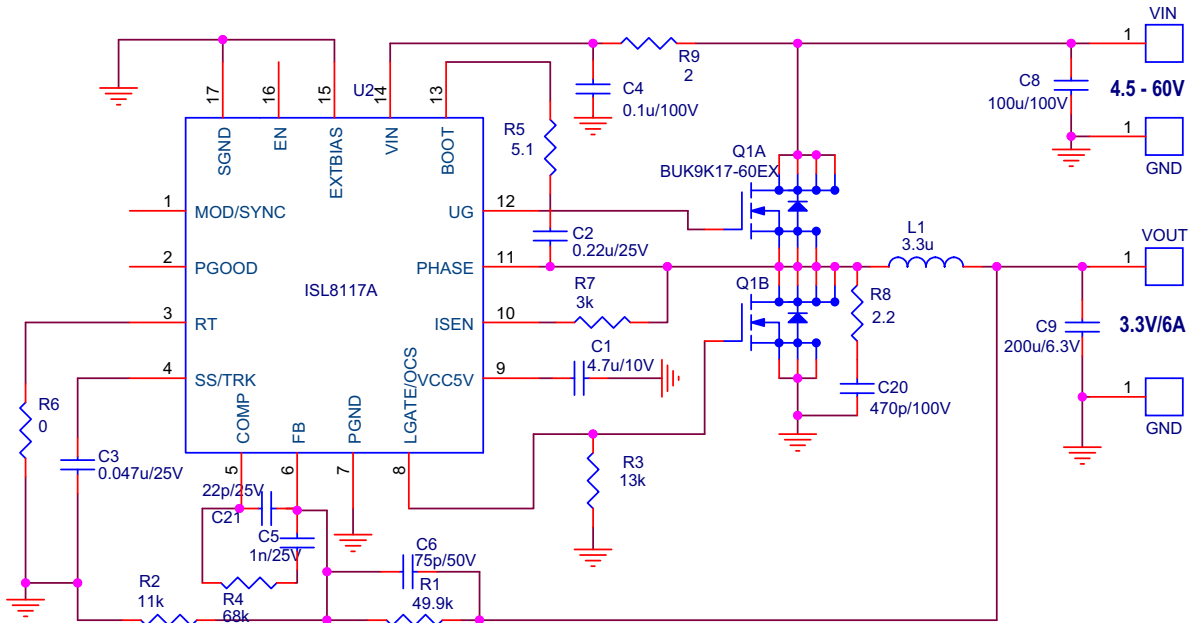 VIN
1
4.5 - 60V
1
GND
R9
2
C8
100u/100V
C4
0.1u/100V
U2
17
16
15
14
13
SGND
EN
EXTBIAS
VIN
BOOT
R5
5.1
Q1A
BUK9K17-60EX
1
MOD/SYNC
UG
12
C2
0.22u/25V
L1
3.3u
VOUT
1
2
PGOOD
PHASE
11
ISL8117A
Q1B
R7
3k
R8
2.2
3
RT
ISEN
10
C9
200u/6.3V
3.3V/6A
C1
4.7u/10V
4
SS/TRK
VCC5V
9
1
GND
C20
470p/100V
R6
0
COMP
FB
PGND
LGATE/OCS
C3
0.047u/25V
5
6
7
8
R3
13k
22p/25V
C21
C5
1n/25V
C6
75p/50V
R2
11k
R4
68k
R1
49.9k